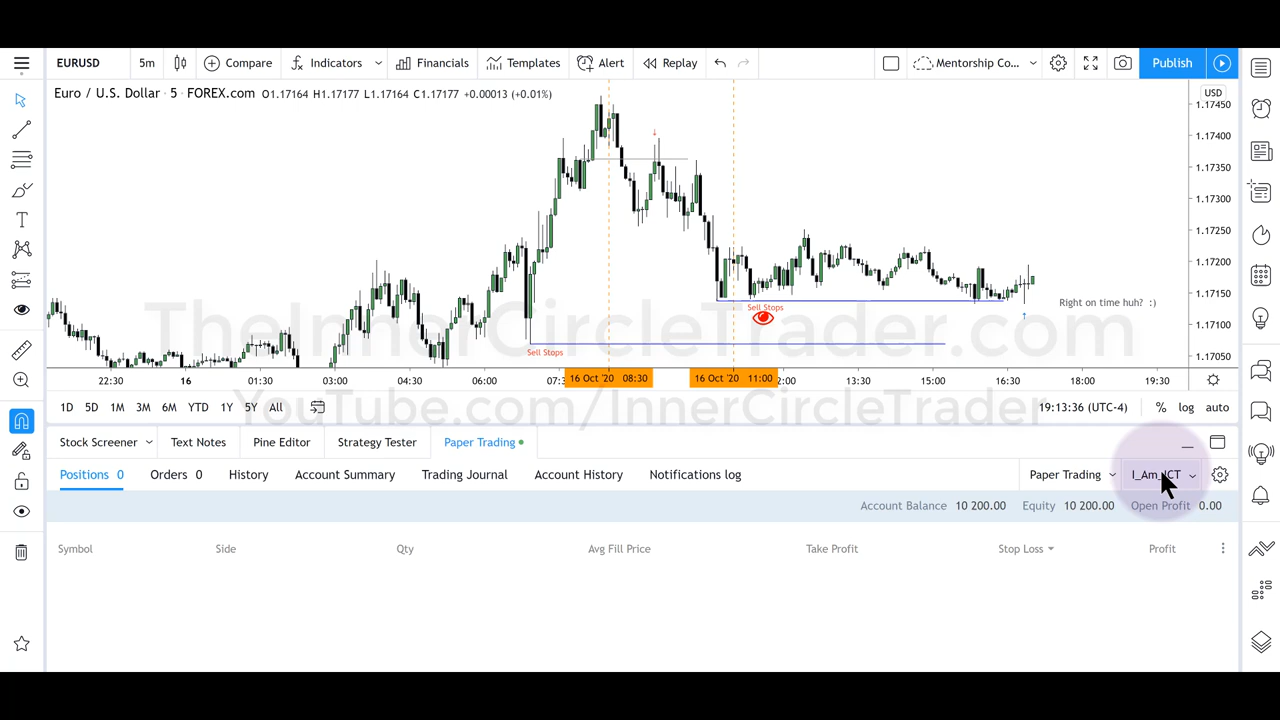 EURUSD 5m Compare Indicators Financials Templates Alert Replay Mentorship Co... Publish
Euro / U.S. Dollar · 5 · FOREX.com O1.17164 H1.17177 L1.17164 C1.17177 +0.00013 (+0.01%)
USD
1.17450
1.17400
1.17350
1.17300
1.17250
1.17200
1.17150
1.17100
1.17050
Right on time huh? :)
Sell Stops
Sell Stops
TheInnerCircleTrader.com
22:30 16 01:30 03:00 04:30 06:00 07:3 16 Oct '20 08:30 16 Oct '20 11:00 2:00 13:30 15:00 16:30 18:00 19:30
YouTube.com/InnerCircleTrader
1D 5D 1M 3M 6M YTD 1Y 5Y All 19:13:36 (UTC-4) % log auto
Stock Screener Text Notes Pine Editor Strategy Tester Paper Trading
Positions 0 Orders 0 History Account Summary Trading Journal Account History Notifications log Paper Trading I_Am_ICT
Account Balance 10 200.00 Equity 10 200.00 Open Profit 0.00
Symbol Side Qty Avg Fill Price Take Profit Stop Loss Profit